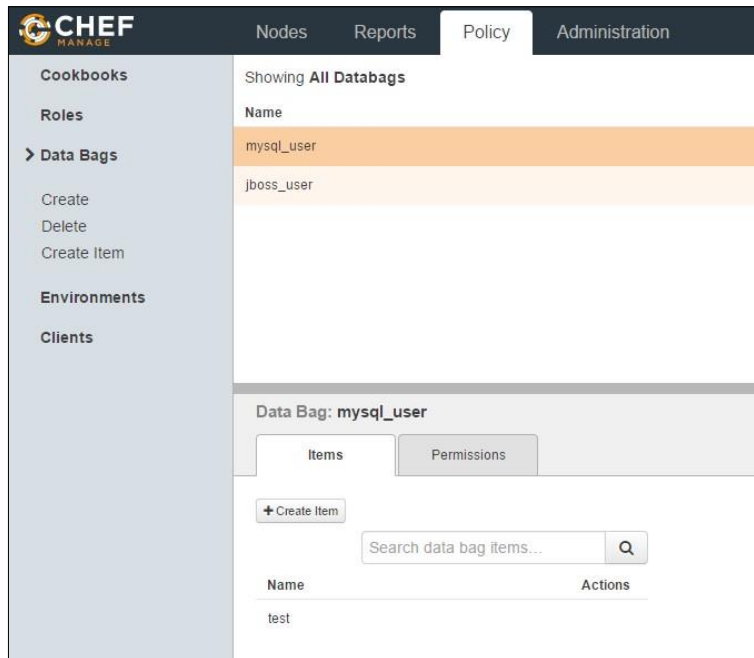 CHEF
MANAGE
Nodes Reports Policy Administration
Cookbooks
Roles
Data Bags
Create
Delete
Create Item
Environments
Clients
Showing All Databags
Name
mysql_user
jboss_user
Data Bag: mysql_user
Items Permissions
+ Create Item
Search data bag items...
Name Actions
test